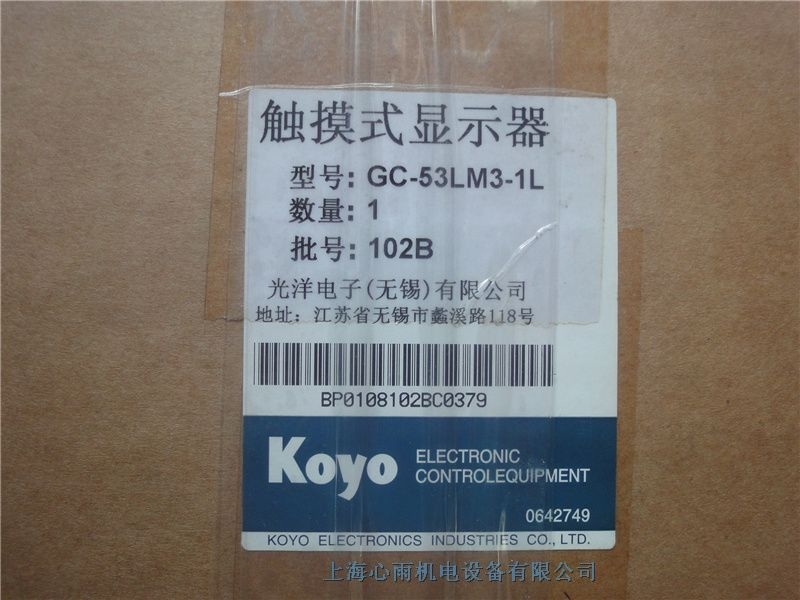 触摸式显示器
型号: GC-53LM3-1L
数量: 1
批号: 102B
光洋电子(无锡)有限公司
地址: 江苏省无锡市蠡溪路118号
BP0108102BC0379
Koyo ELECTRONIC
CONTROLEQUIPMENT
0642749
KOYO ELECTRONICS INDUSTRIES CO., LTD.
上海心雨机电设备有限公司